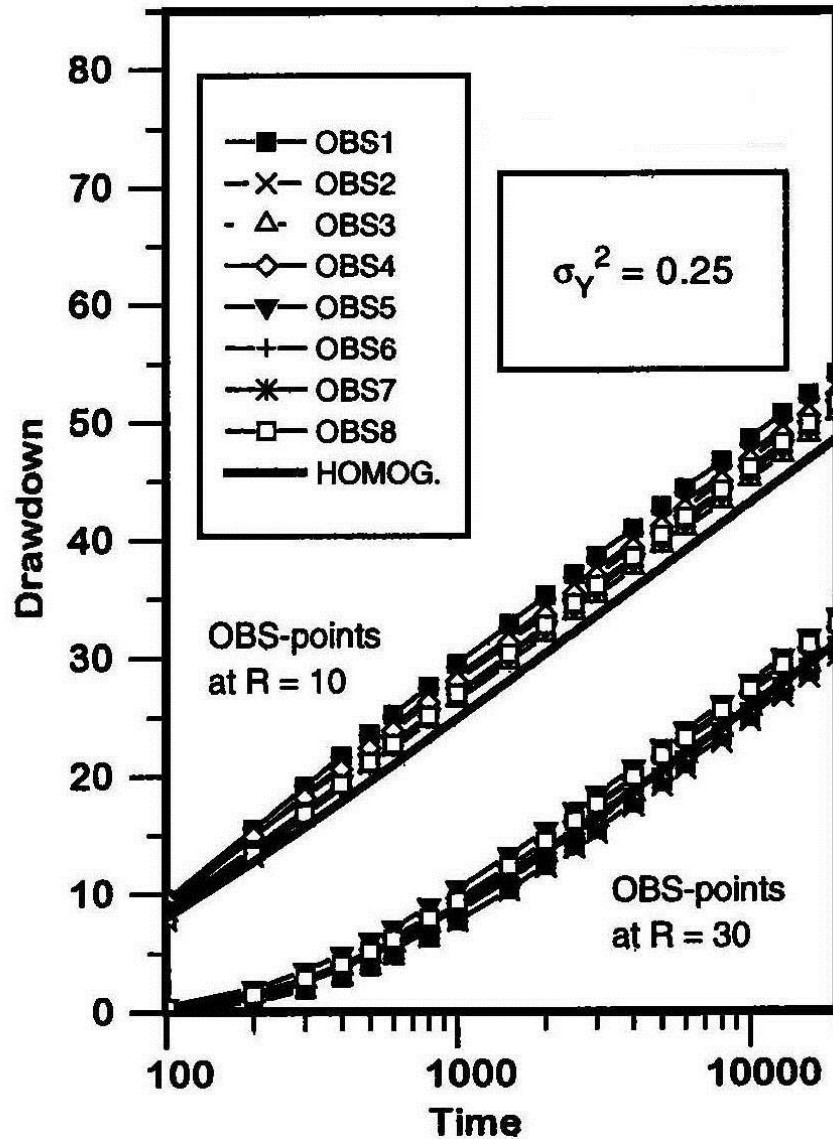 80
70
60
50
40
30
20
10
0
Drawdown
OBS1
OBS2
OBS3
OBS4
OBS5
OBS6
OBS7
OBS8
HOMOG.
σY² = 0.25
OBS-points
at R = 10
OBS-points
at R = 30
100
1000
10000
Time